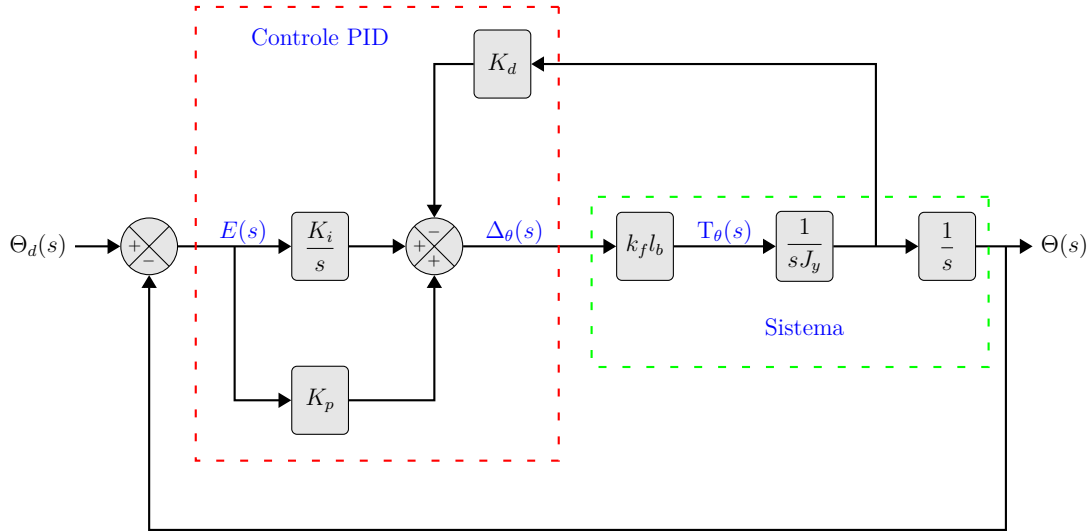 Controle PID
K_d
Θ_d(s)
+
−
E(s)
K_i
s
+
−
+
Δ_θ(s)
k_f l_b
T_θ(s)
1
sJ_y
1
s
Θ(s)
Sistema
K_p